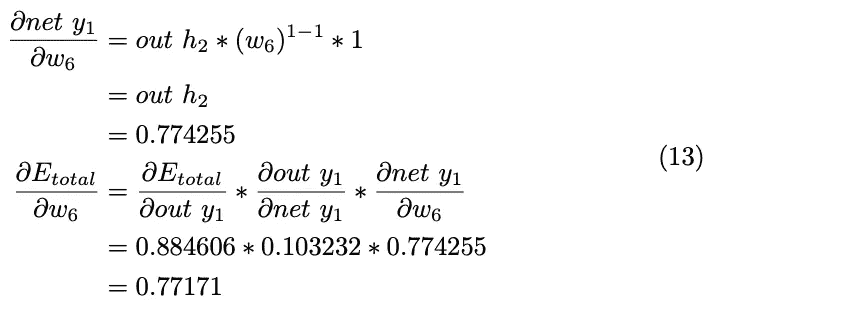 ∂net y₁/∂w₆ = out h₂ ∗ (w₆)¹⁻¹ ∗ 1
= out h₂
= 0.774255
(13)
∂E_total/∂w₆ = ∂E_total/∂out y₁ ∗ ∂out y₁/∂net y₁ ∗ ∂net y₁/∂w₆
= 0.884606 ∗ 0.103232 ∗ 0.774255
= 0.77171